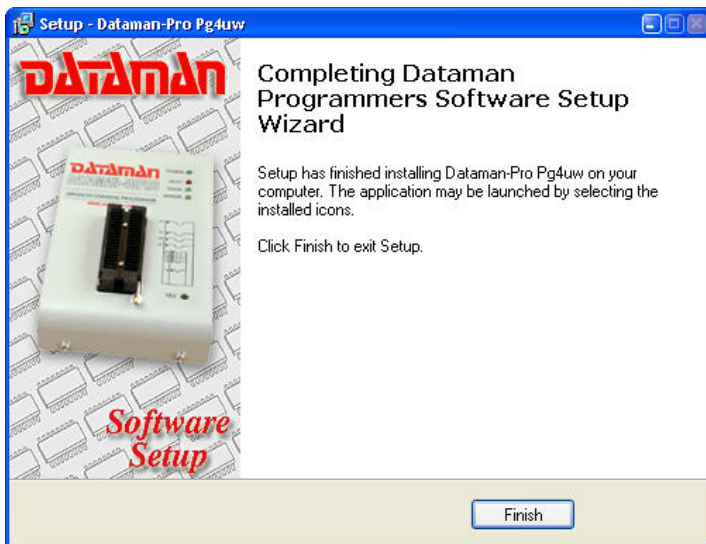 Setup - Dataman-Pro Pg4uw
DATAMAN
Completing Dataman
Programmers Software Setup
Wizard
Setup has finished installing Dataman-Pro Pg4uw on your
computer. The application may be launched by selecting the
installed icons.
Click Finish to exit Setup.
DATAMAN
Software
Setup
Finish